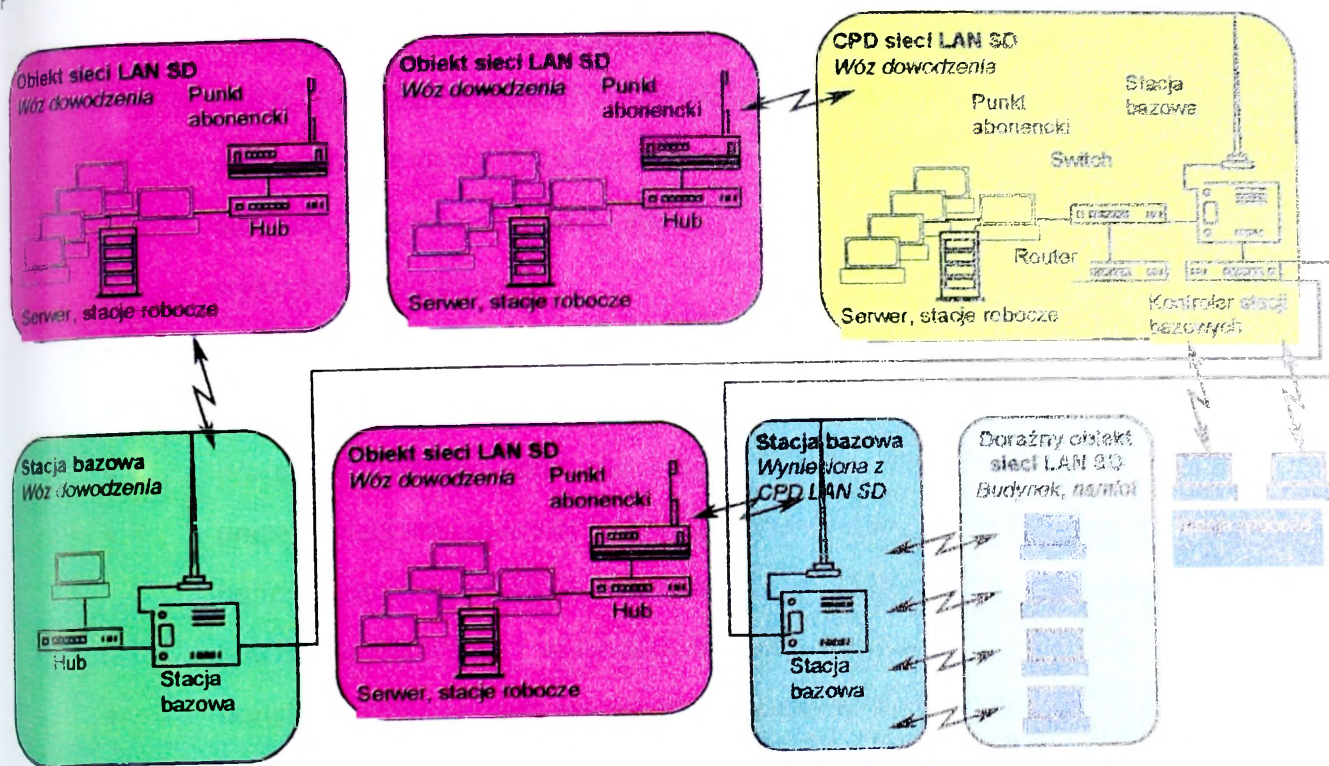 Obiekt sieci LAN SD
Wóz dowodzenia
Punkt
abonencki
Hub
Serwer, stacje robocze
Obiekt sieci LAN SD
Wóz dowodzenia
Punkt
abonencki
Hub
Serwer, stacje robocze
CPD sieci LAN SD
Wóz dowodzenia
Stacja
bazowa
Punkt
abonencki
Switch
Router
Kontroler stacji
bazowych
Serwer, stacje robocze
Stacja bazowa
Wóz dowodzenia
Hub
Stacja
bazowa
Obiekt sieci LAN SD
Wóz dowodzenia
Punkt
abonencki
Hub
Serwer, stacje robocze
Stacja bazowa
Wyniesiona z
CPD LAN SD
Stacja
bazowa
Doraźny obiekt
sieci LAN SD
Budynek, namiot